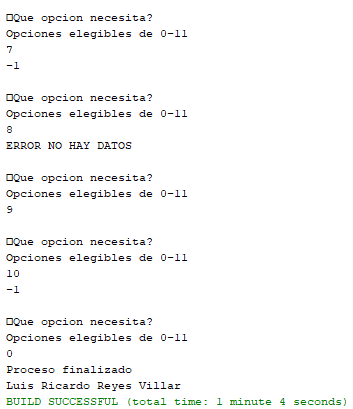 □Que opcion necesita?
Opciones elegibles de 0-11
7
-1
□Que opcion necesita?
Opciones elegibles de 0-11
8
ERROR NO HAY DATOS
□Que opcion necesita?
Opciones elegibles de 0-11
9
□Que opcion necesita?
Opciones elegibles de 0-11
10
-1
□Que opcion necesita?
Opciones elegibles de 0-11
0
Proceso finalizado
Luis Ricardo Reyes Villar
BUILD SUCCESSFUL (total time: 1 minute 4 seconds)